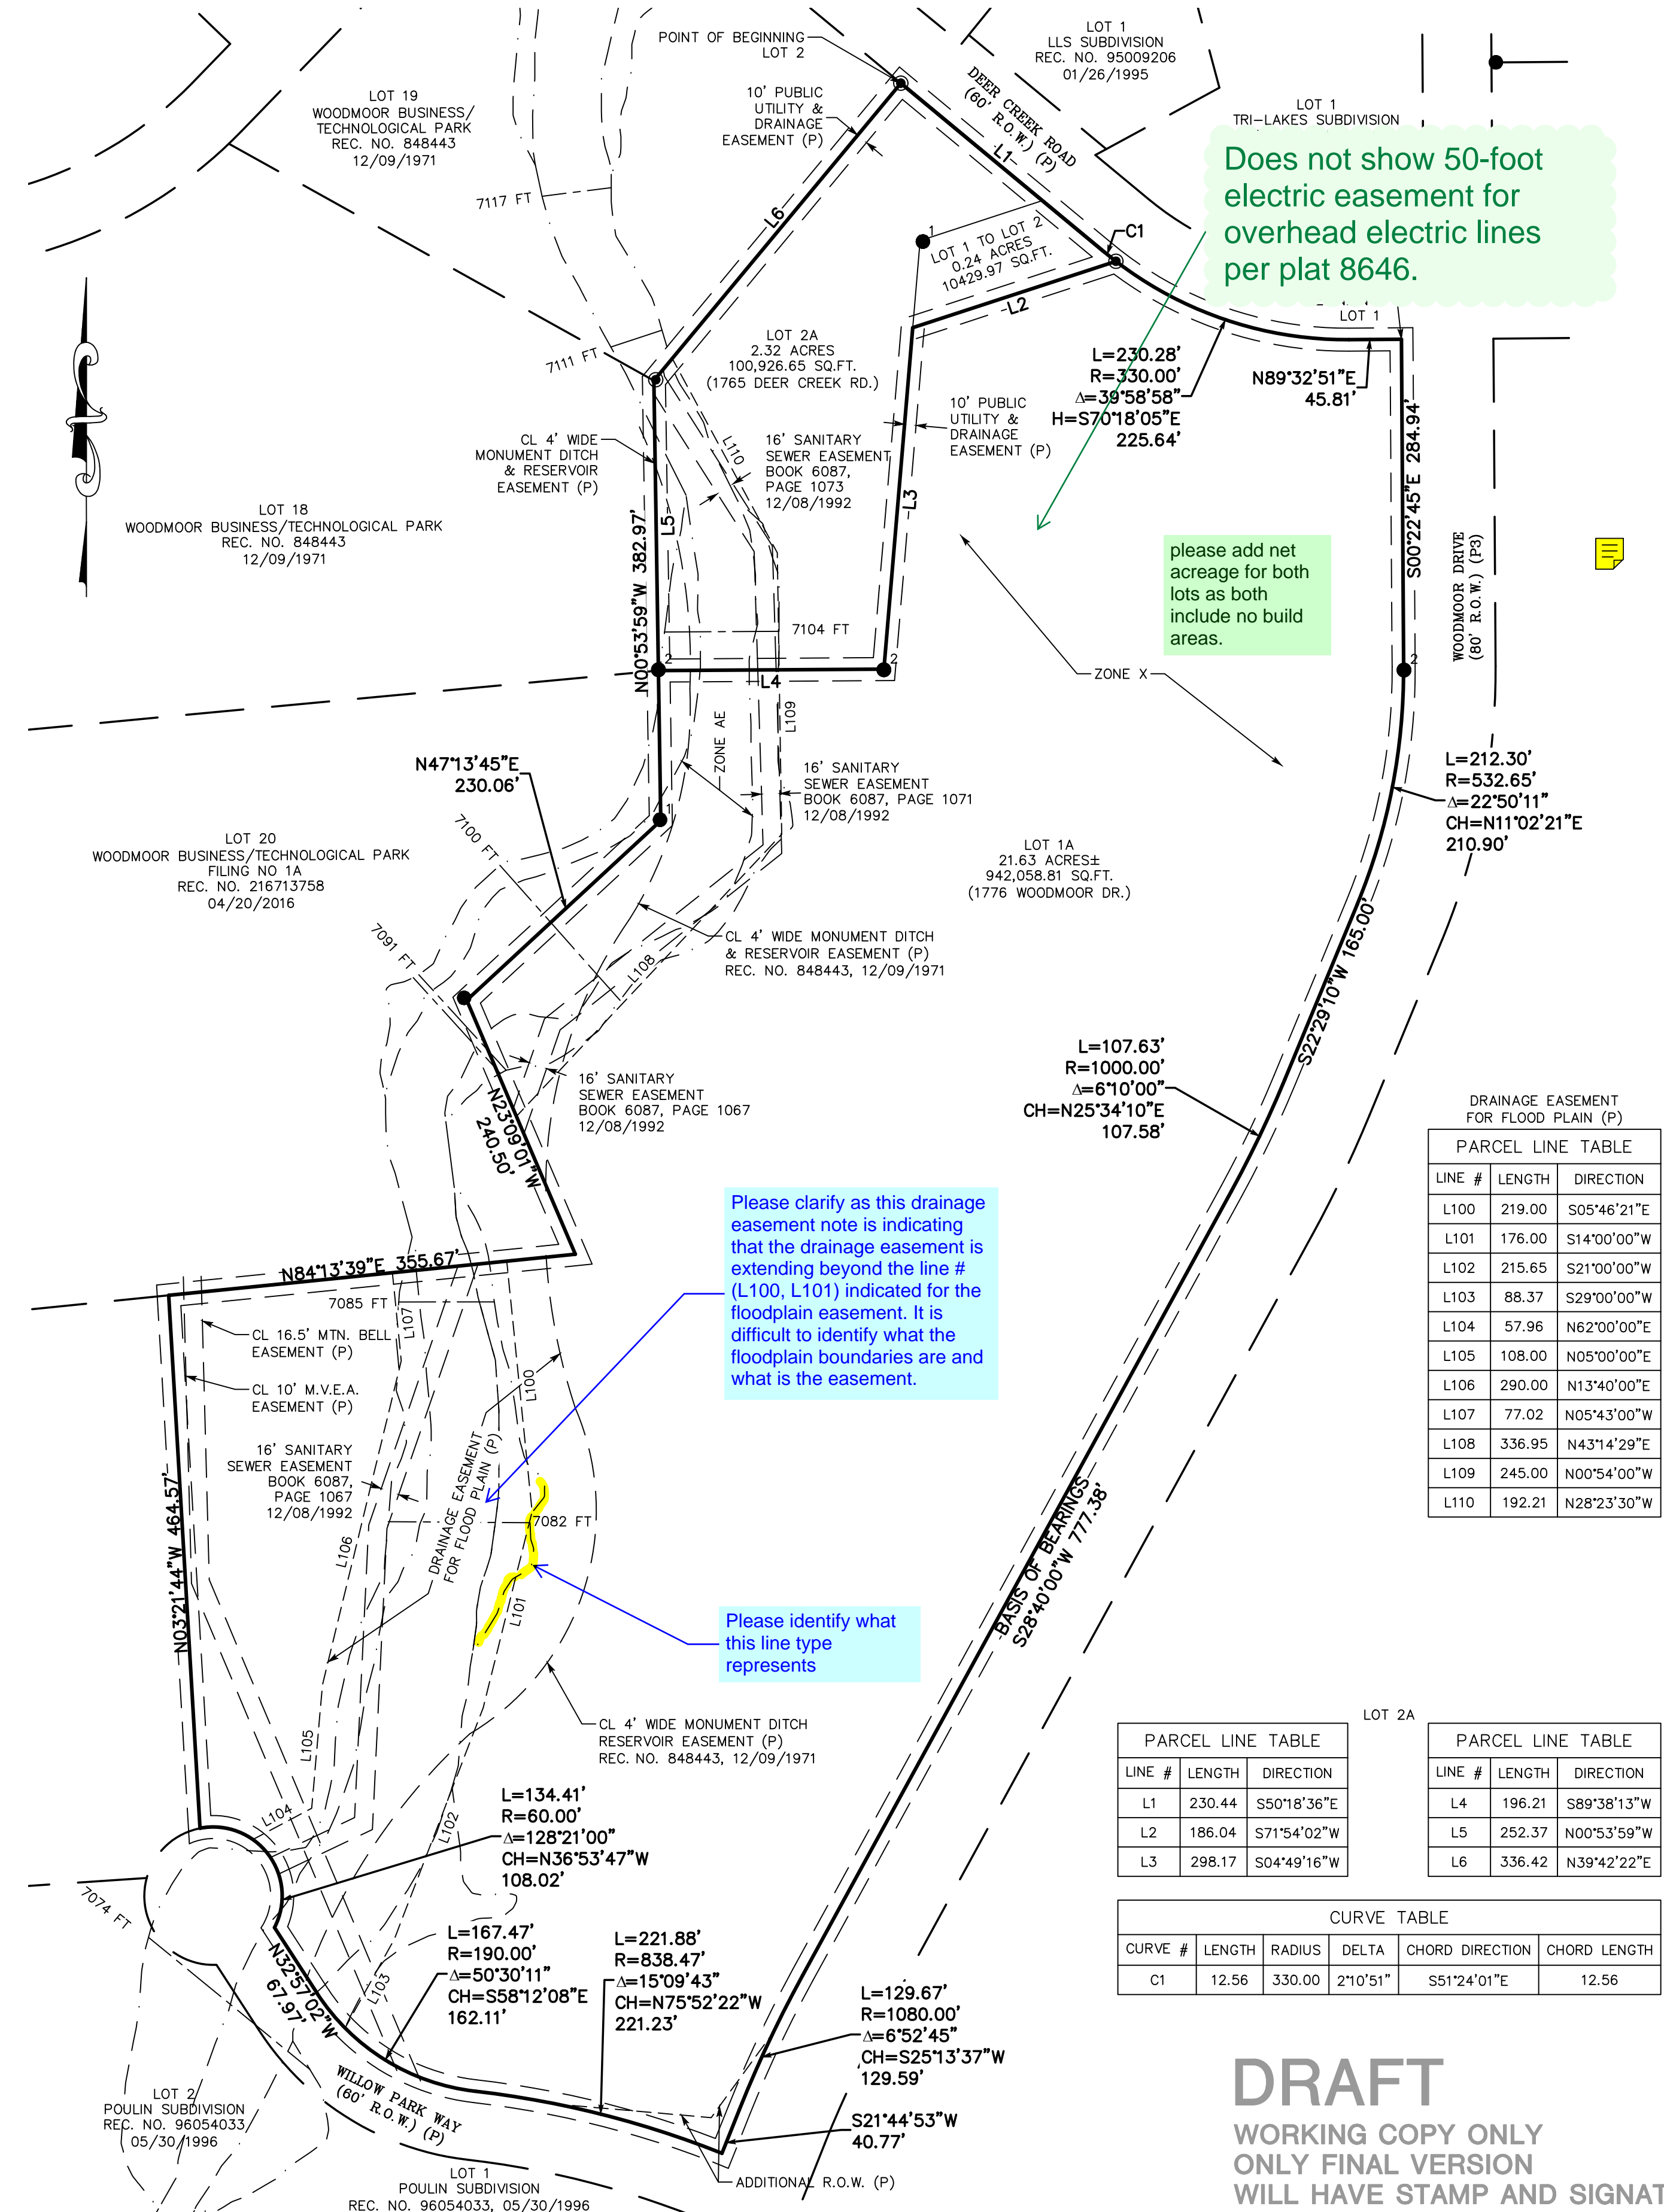 POINT OF BEGINNING
LOT 2
LOT 1
LLS SUBDIVISION
REC. NO. 95009206
01/26/1995
LOT 19
WOODMOOR BUSINESS/
TECHNOLOGICAL PARK
REC. NO. 848443
12/09/1971
10' PUBLIC
UTILITY &
DRAINAGE
EASEMENT (P)
DEER CREEK ROAD
(60' R.O.W.) (P)
LOT 1
TRI-LAKES SUBDIVISION
Does not show 50-foot
electric easement for
overhead electric lines
per plat 8646.
7117 FT
L6
L1
C1
1
LOT 1 TO LOT 2
0.24 ACRES
10429.97 SQ.FT.
L2
LOT 1
7111 FT
LOT 2A
2.32 ACRES
100,926.65 SQ.FT.
(1765 DEER CREEK RD.)
L=230.28'
R=330.00'
Δ=39°58'58"
H=S70°18'05"E
225.64'
N89°32'51"E
45.81'
S00°22'45"E 284.94'
10' PUBLIC
UTILITY &
DRAINAGE
EASEMENT (P)
CL 4' WIDE
MONUMENT DITCH
& RESERVOIR
EASEMENT (P)
L110
16' SANITARY
SEWER EASEMENT
BOOK 6087,
PAGE 1073
12/08/1992
L3
L5
N00°53'59"W 382.97'
LOT 18
WOODMOOR BUSINESS/TECHNOLOGICAL PARK
REC. NO. 848443
12/09/1971
please add net
acreage for both
lots as both
include no build
areas.
WOODMOOR DRIVE
(80' R.O.W.) (P3)
7104 FT
2
2
2
L4
ZONE X
ZONE AE
L109
N47°13'45"E
230.06'
16' SANITARY
SEWER EASEMENT
BOOK 6087, PAGE 1071
12/08/1992
1
L=212.30'
R=532.65'
Δ=22°50'11"
CH=N11°02'21"E
210.90'
LOT 20
WOODMOOR BUSINESS/TECHNOLOGICAL PARK
FILING NO 1A
REC. NO. 216713758
04/20/2016
7100 FT
LOT 1A
21.63 ACRES±
942,058.81 SQ.FT.
(1776 WOODMOOR DR.)
7091 FT
CL 4' WIDE MONUMENT DITCH
& RESERVOIR EASEMENT (P)
REC. NO. 848443, 12/09/1971
L108
S22°29'10"W 165.00'
L=107.63'
R=1000.00'
Δ=6°10'00"
CH=N25°34'10"E
107.58'
16' SANITARY
SEWER EASEMENT
BOOK 6087, PAGE 1067
12/08/1992
N23°09'01"W
240.50'
DRAINAGE EASEMENT
FOR FLOOD PLAIN (P)
PARCEL LINE TABLE
LINE # LENGTH DIRECTION
L100 219.00 S05°46'21"E
L101 176.00 S14°00'00"W
L102 215.65 S21°00'00"W
L103 88.37 S29°00'00"W
L104 57.96 N62°00'00"E
L105 108.00 N05°00'00"E
L106 290.00 N13°40'00"E
L107 77.02 N05°43'00"W
L108 336.95 N43°14'29"E
L109 245.00 N00°54'00"W
L110 192.21 N28°23'30"W
Please clarify as this drainage
easement note is indicating
that the drainage easement is
extending beyond the line #
(L100, L101) indicated for the
floodplain easement. It is
difficult to identify what the
floodplain boundaries are and
what is the easement.
N84°13'39"E 355.67'
7085 FT
L107
CL 16.5' MTN. BELL
EASEMENT (P)
CL 10' M.V.E.A.
EASEMENT (P)
L100
16' SANITARY
SEWER EASEMENT
BOOK 6087,
PAGE 1067
12/08/1992
DRAINAGE EASEMENT
FOR FLOOD PLAIN (P)
7082 FT
N03°21'44"W 464.57'
L106
L101
Please identify what
this line type
represents
BASIS OF BEARINGS
S28°40'00"W 777.38'
CL 4' WIDE MONUMENT DITCH
RESERVOIR EASEMENT (P)
REC. NO. 848443, 12/09/1971
L105
L104
L102
L=134.41'
R=60.00'
Δ=128°21'00"
CH=N36°53'47"W
108.02'
LOT 2A
PARCEL LINE TABLE
LINE # LENGTH DIRECTION
L1 230.44 S50°18'36"E
L2 186.04 S71°54'02"W
L3 298.17 S04°49'16"W
PARCEL LINE TABLE
LINE # LENGTH DIRECTION
L4 196.21 S89°38'13"W
L5 252.37 N00°53'59"W
L6 336.42 N39°42'22"E
CURVE TABLE
CURVE # LENGTH RADIUS DELTA CHORD DIRECTION CHORD LENGTH
C1 12.56 330.00 2°10'51" S51°24'01"E 12.56
7074 FT
N32°57'02"W
67.97'
L103
L=167.47'
R=190.00'
Δ=50°30'11"
CH=S58°12'08"E
162.11'
L=221.88'
R=838.47'
Δ=15°09'43"
CH=N75°52'22"W
221.23'
L=129.67'
R=1080.00'
Δ=6°52'45"
CH=S25°13'37"W
129.59'
S21°44'53"W
40.77'
WILLOW PARK WAY
(60' R.O.W.) (P)
LOT 2
POULIN SUBDIVISION
REC. NO. 96054033
05/30/1996
ADDITIONAL R.O.W. (P)
LOT 1
POULIN SUBDIVISION
REC. NO. 96054033, 05/30/1996
DRAFT
WORKING COPY ONLY
ONLY FINAL VERSION
WILL HAVE STAMP AND SIGNAT